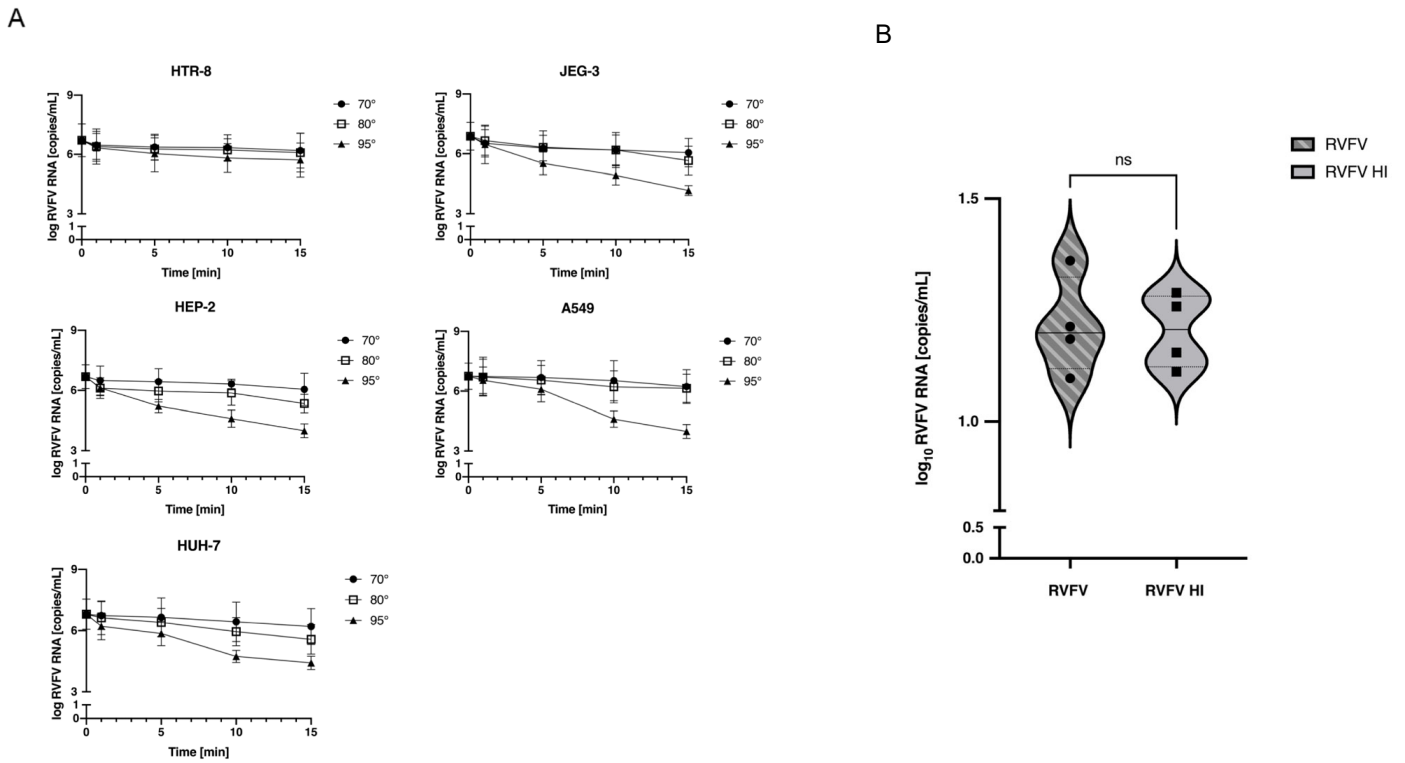 A
HTR-8
log RVFV RNA [copies/mL]
9
6
3
1
0
0 5 10 15
Time [min]
70°
80°
95°
JEG-3
log RVFV RNA [copies/mL]
9
6
3
1
0
0 5 10 15
Time [min]
70°
80°
95°
HEP-2
log RVFV RNA [copies/mL]
9
6
3
1
0
0 5 10 15
Time [min]
70°
80°
95°
A549
log RVFV RNA [copies/mL]
9
6
3
1
0
0 5 10 15
Time [min]
70°
80°
95°
HUH-7
log RVFV RNA [copies/mL]
9
6
3
1
0
0 5 10 15
Time [min]
70°
80°
95°
B
ns
log10 RVFV RNA [copies/mL]
1.5
1.0
0.5
0.0
RVFV RVFV HI
RVFV
RVFV HI